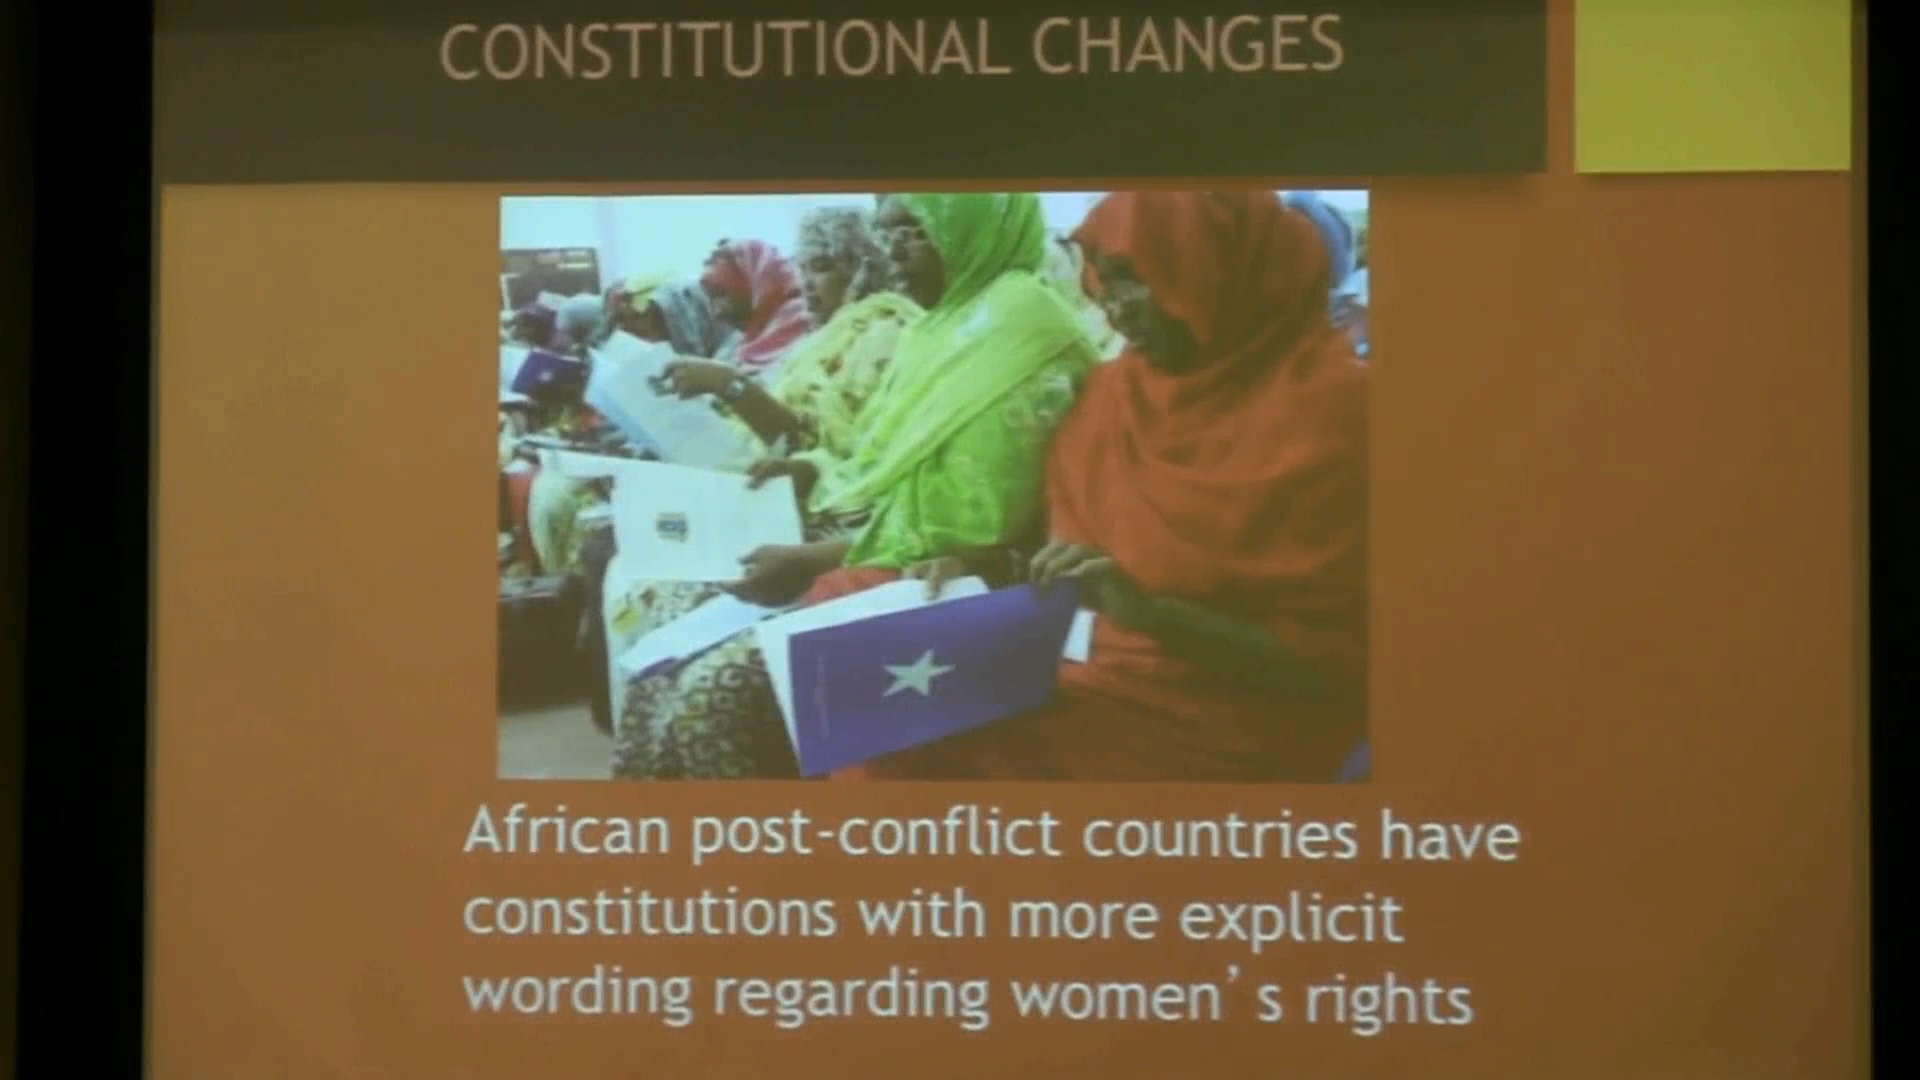 CONSTITUTIONAL CHANGES
African post-conflict countries have
constitutions with more explicit
wording regarding women's rights